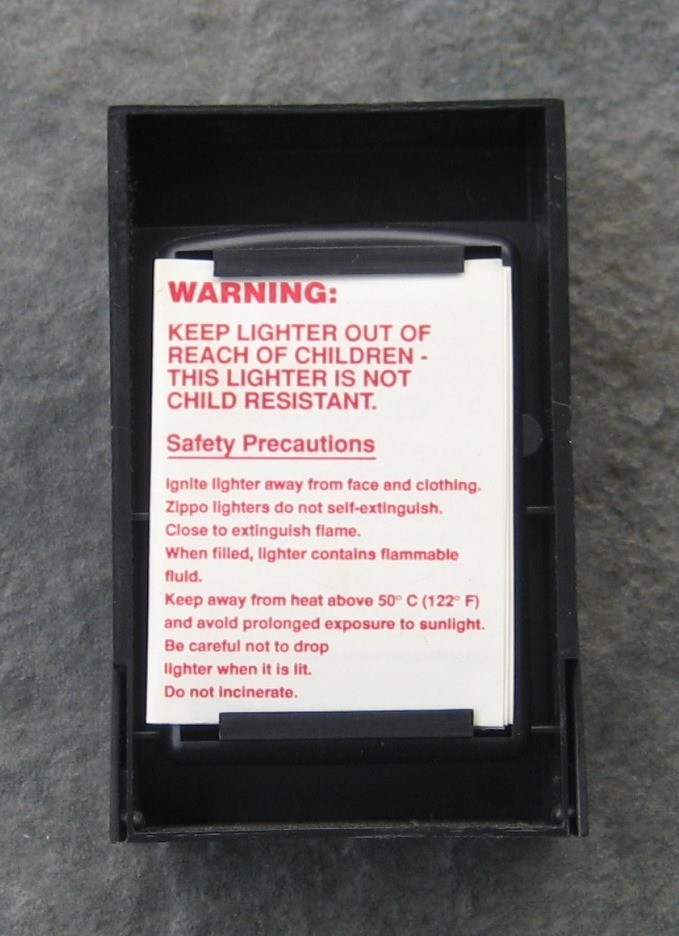 WARNING:
KEEP LIGHTER OUT OF
REACH OF CHILDREN -
THIS LIGHTER IS NOT
CHILD RESISTANT.
Safety Precautions
Ignite lighter away from face and clothing.
Zippo lighters do not self-extinguish.
Close to extinguish flame.
When filled, lighter contains flammable
fluid.
Keep away from heat above 50° C (122° F)
and avoid prolonged exposure to sunlight.
Be careful not to drop
lighter when it is lit.
Do not incinerate.